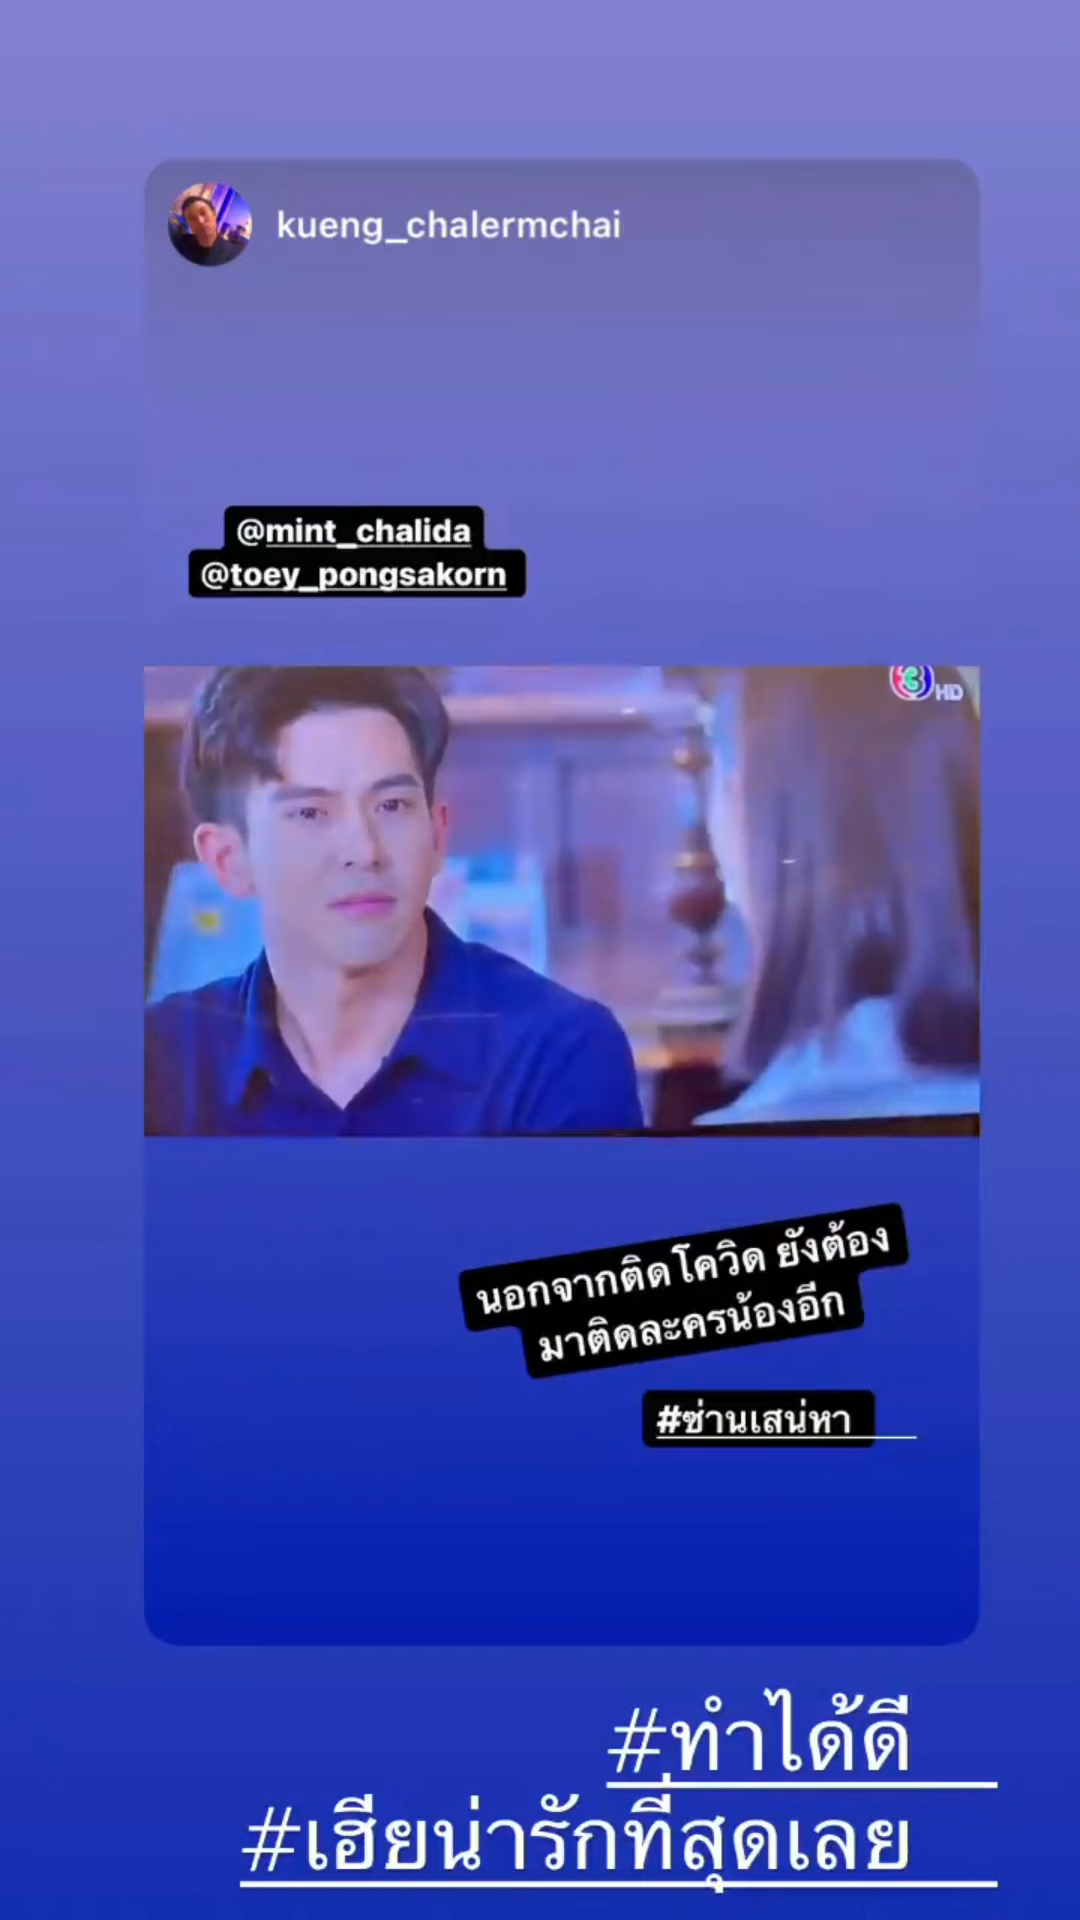 kueng_chalermchai
@mint_chalida
@toey_pongsakorn
3 HD
นอกจากติดโควิด ยังต้อง
มาติดละครน้องอีก
#ซ่านเสน่หา
#ทำได้ดี
#เฮียน่ารักที่สุดเลย